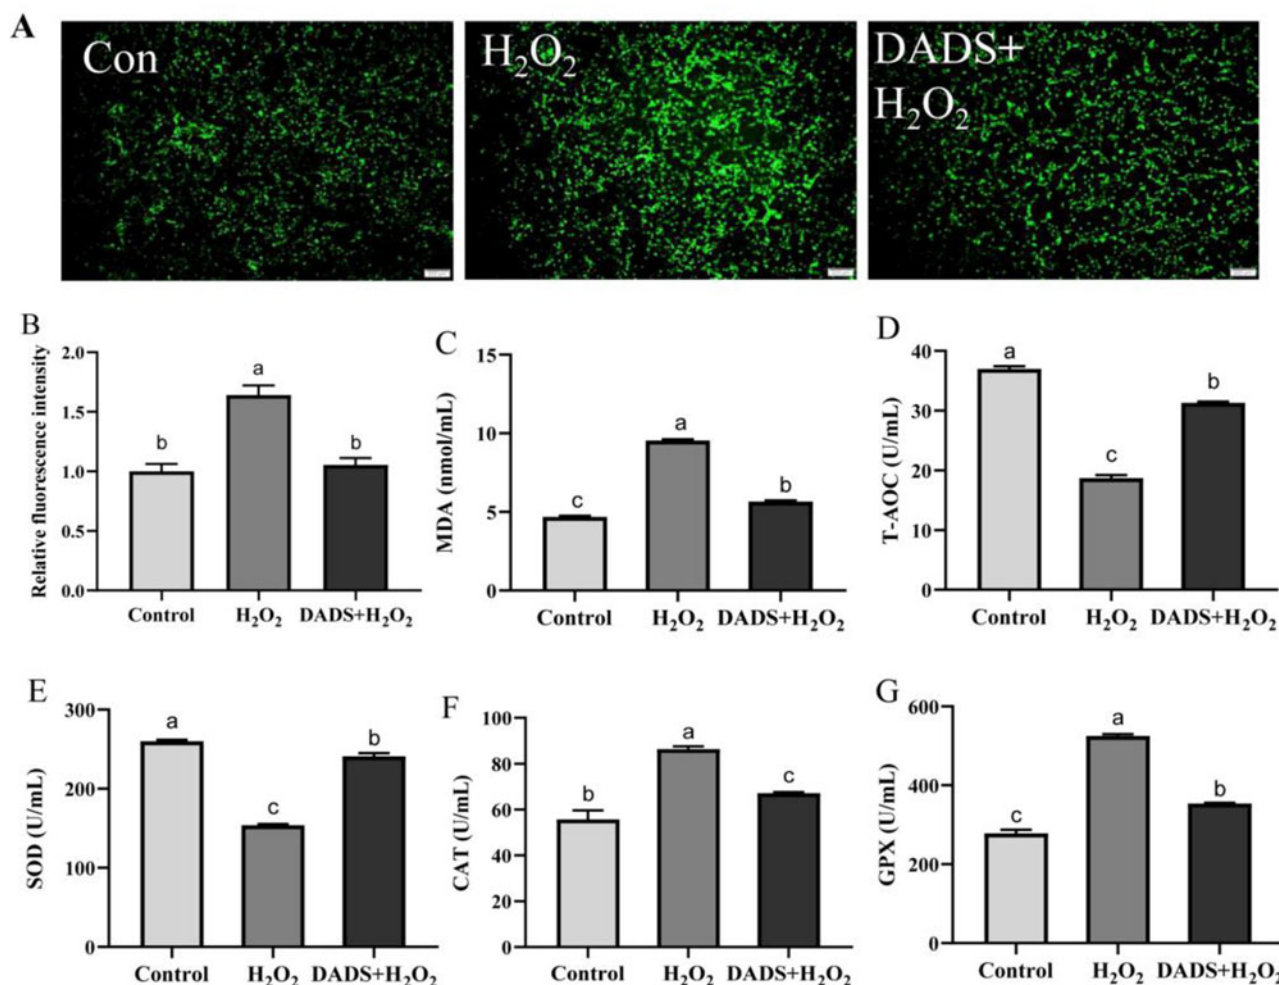 A
Con
H₂O₂
DADS+
H₂O₂
B
Relative fluorescence intensity
2.0
1.5
1.0
0.5
0.0
b
a
b
Control
H₂O₂
DADS+H₂O₂
C
MDA (nmol/mL)
15
10
5
0
c
a
b
Control
H₂O₂
DADS+H₂O₂
D
T-AOC (U/mL)
40
30
20
10
0
a
c
b
Control
H₂O₂
DADS+H₂O₂
E
SOD (U/mL)
300
200
100
0
a
c
b
Control
H₂O₂
DADS+H₂O₂
F
CAT (U/mL)
100
80
60
40
20
0
b
a
c
Control
H₂O₂
DADS+H₂O₂
G
GPX (U/mL)
600
400
200
0
c
a
b
Control
H₂O₂
DADS+H₂O₂